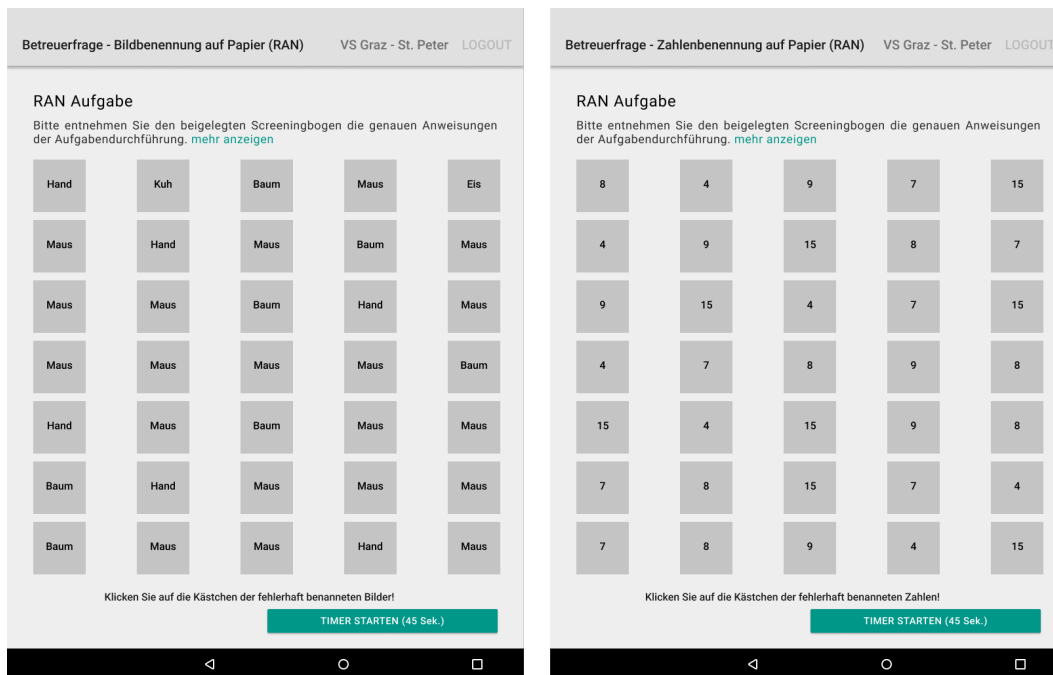 Betreuerfrage - Bildbenennung auf Papier (RAN) VS Graz - St. Peter LOGOUT
RAN Aufgabe
Bitte entnehmen Sie den beigelegten Screeningbogen die genauen Anweisungen
der Aufgabendurchführung. mehr anzeigen
Hand Kuh Baum Maus Eis
Maus Hand Maus Baum Maus
Maus Maus Baum Hand Maus
Maus Maus Maus Maus Baum
Hand Maus Baum Maus Maus
Baum Hand Maus Maus Maus
Baum Maus Maus Hand Maus
Klicken Sie auf die Kästchen der fehlerhaft benanneten Bilder!
TIMER STARTEN (45 Sek.)
Betreuerfrage - Zahlenbenennung auf Papier (RAN) VS Graz - St. Peter LOGOUT
RAN Aufgabe
Bitte entnehmen Sie den beigelegten Screeningbogen die genauen Anweisungen
der Aufgabendurchführung. mehr anzeigen
8 4 9 7 15
4 9 15 8 7
9 15 4 7 15
4 7 8 9 8
15 4 15 9 8
7 8 15 7 4
7 8 9 4 15
Klicken Sie auf die Kästchen der fehlerhaft benanneten Zahlen!
TIMER STARTEN (45 Sek.)